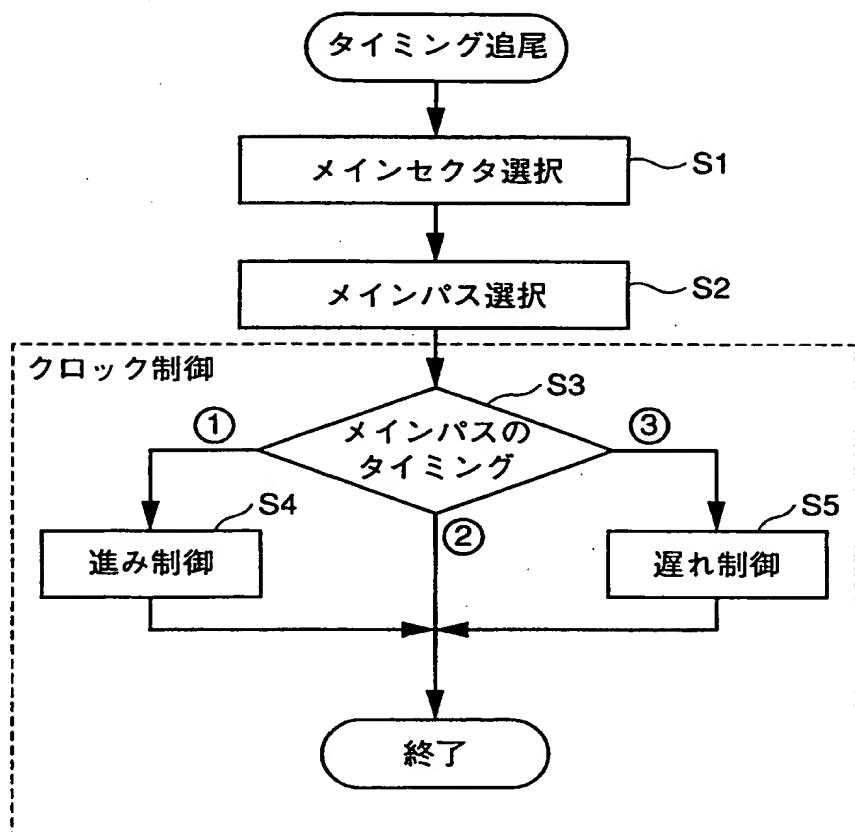 タイミング追尾
メインセクタ選択
S1
メインパス選択
S2
クロック制御
S3
①
メインパスの
タイミング
③
S4
②
S5
進み制御
遅れ制御
終了